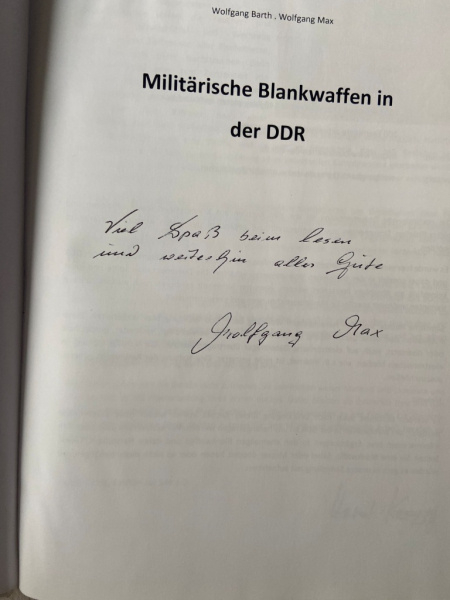 Wolfgang Barth . Wolfgang Max
Militärische Blankwaffen in
der DDR
Viel Spaß beim lesen
und weiterhin alles Gute
Wolfgang Max